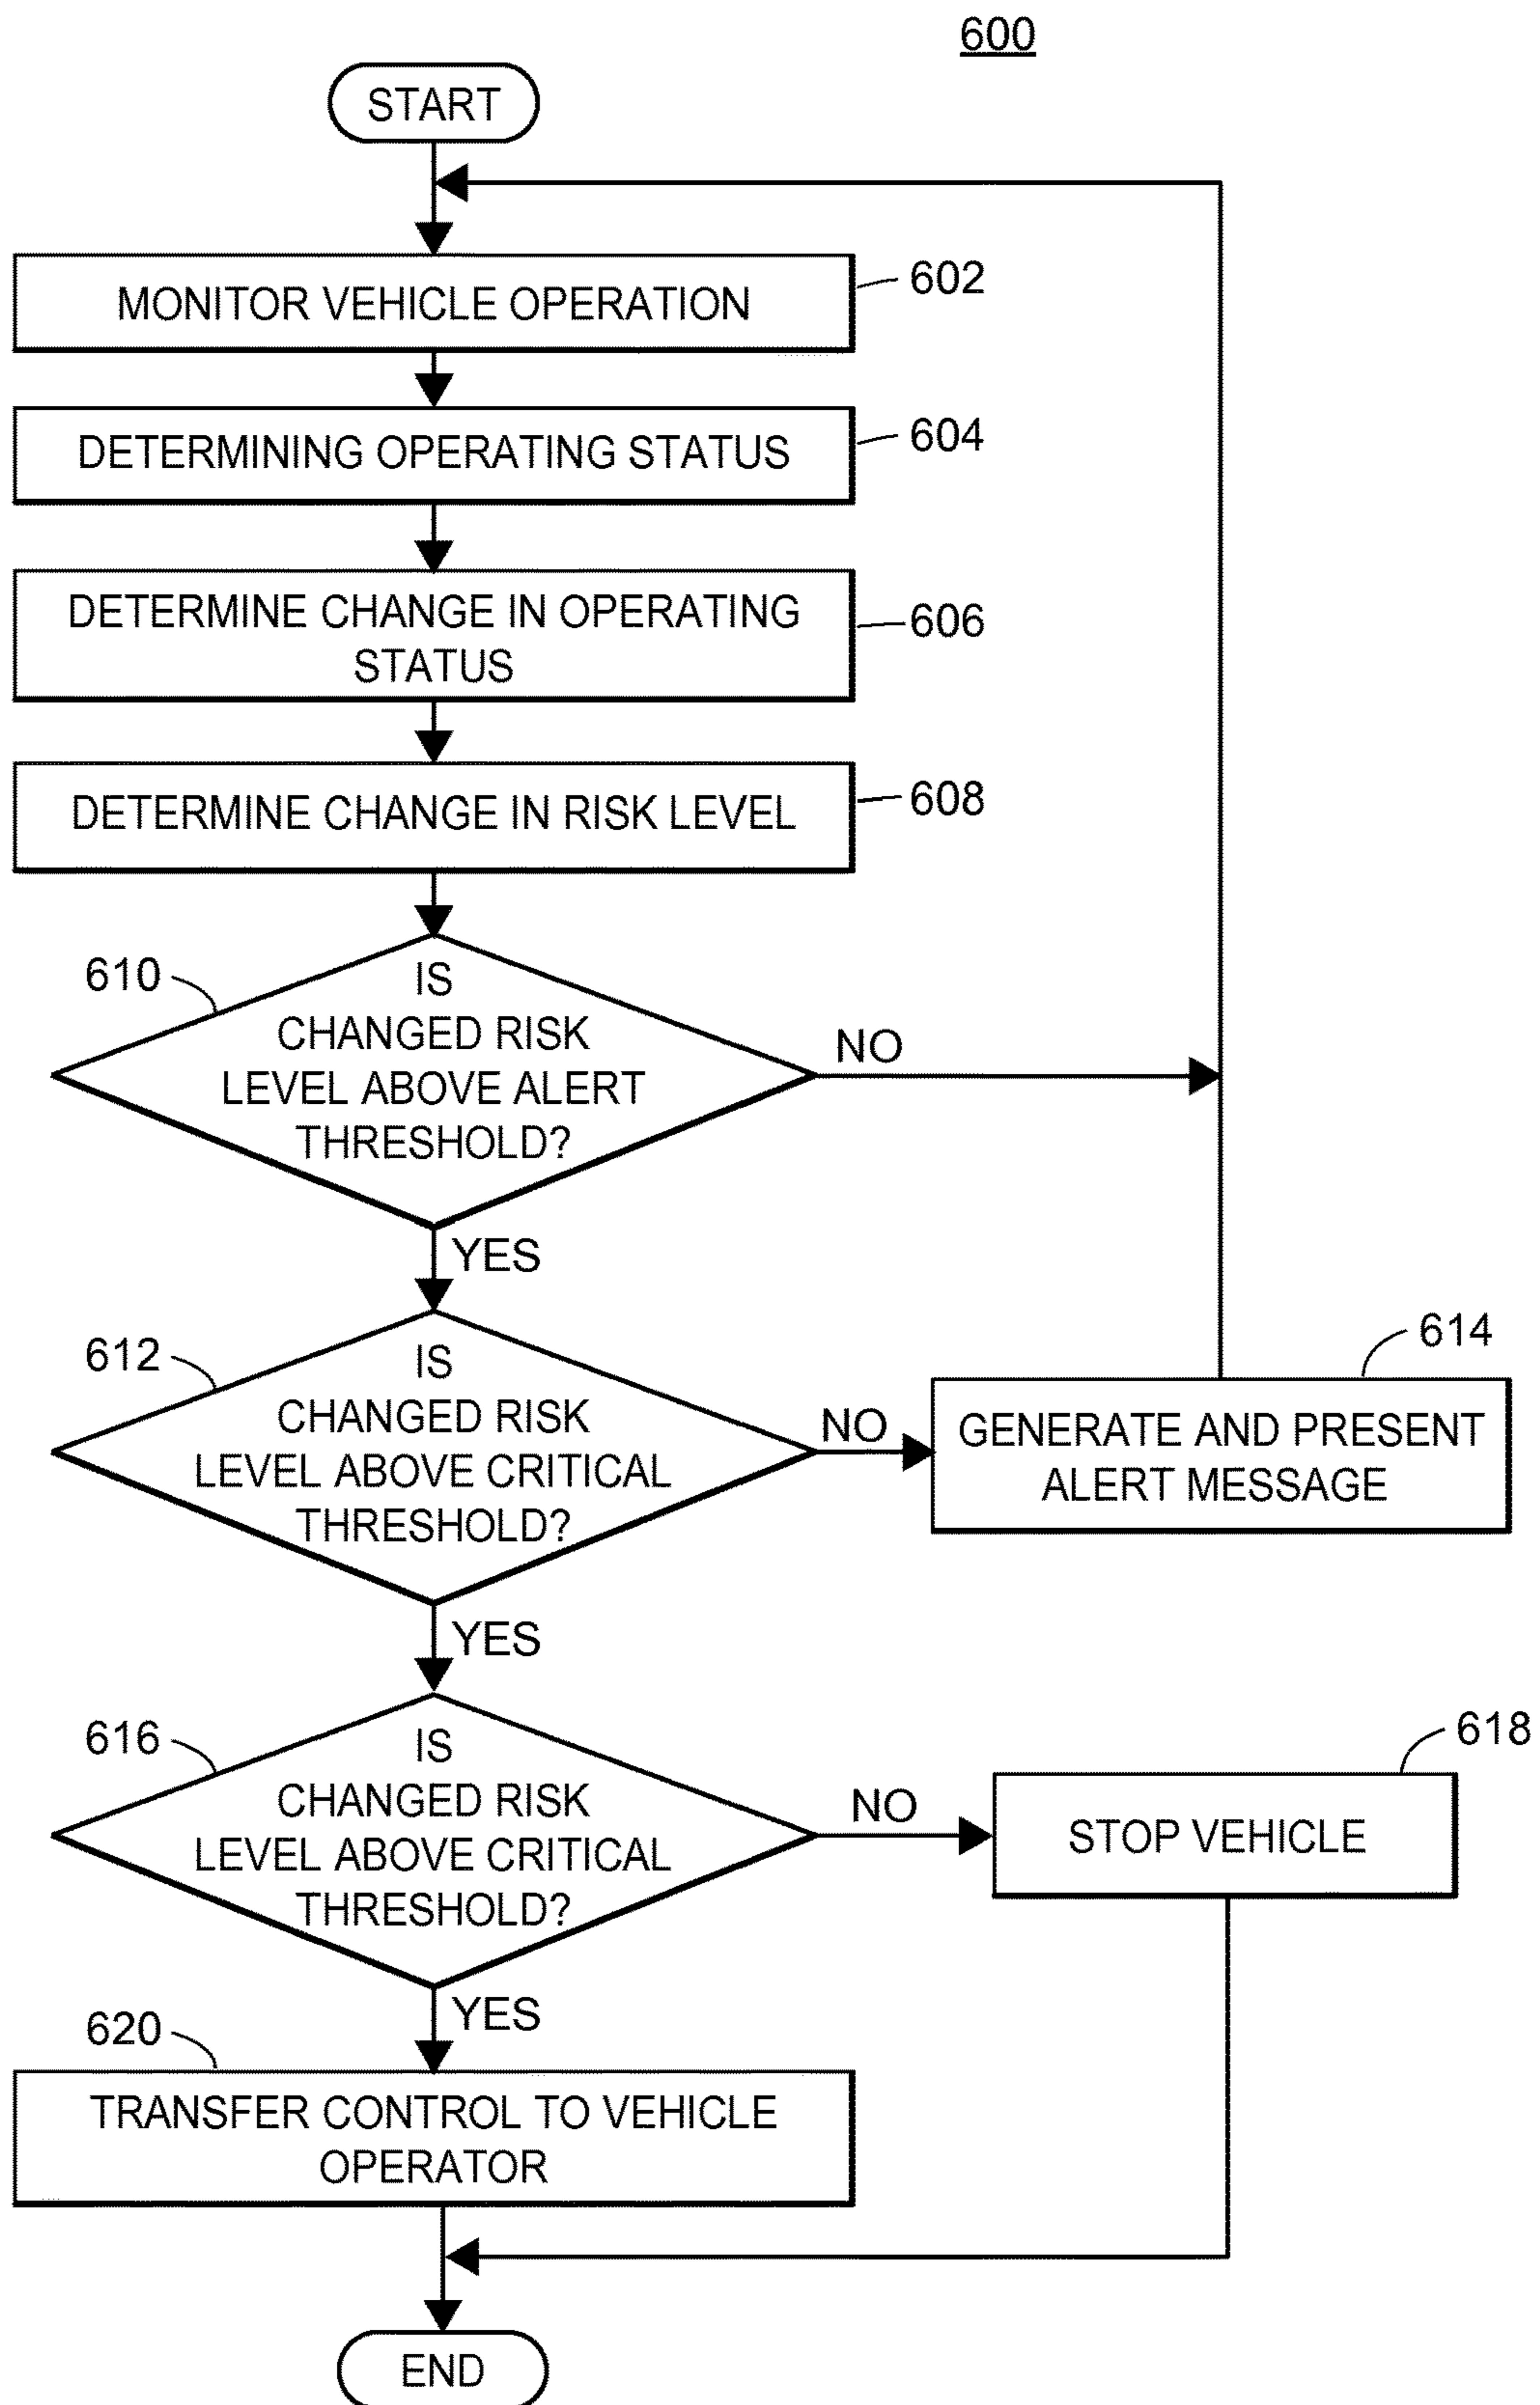 600
START
MONITOR VEHICLE OPERATION
602
DETERMINING OPERATING STATUS
604
DETERMINE CHANGE IN OPERATING
STATUS
606
DETERMINE CHANGE IN RISK LEVEL
608
610
IS
CHANGED RISK
LEVEL ABOVE ALERT
THRESHOLD?
NO
YES
612
IS
CHANGED RISK
LEVEL ABOVE CRITICAL
THRESHOLD?
NO
614
GENERATE AND PRESENT
ALERT MESSAGE
YES
616
IS
CHANGED RISK
LEVEL ABOVE CRITICAL
THRESHOLD?
NO
618
STOP VEHICLE
YES
620
TRANSFER CONTROL TO VEHICLE
OPERATOR
END